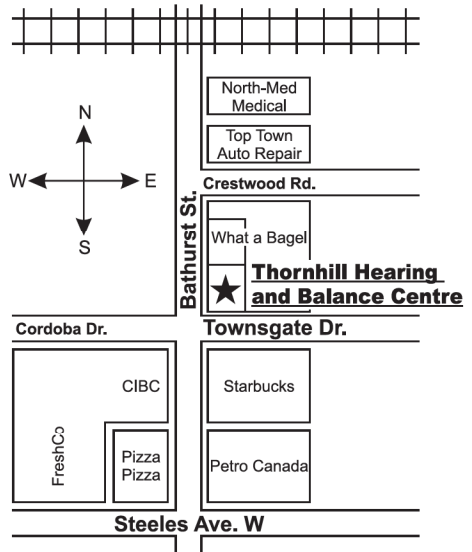 North-Med
Medical
Top Town
Auto Repair
N
W
E
S
Crestwood Rd.
Bathurst St.
What a Bagel
Thornhill Hearing
and Balance Centre
Cordoba Dr.
Townsgate Dr.
CIBC
Starbucks
FreshCo
Pizza
Pizza
Petro Canada
Steeles Ave. W